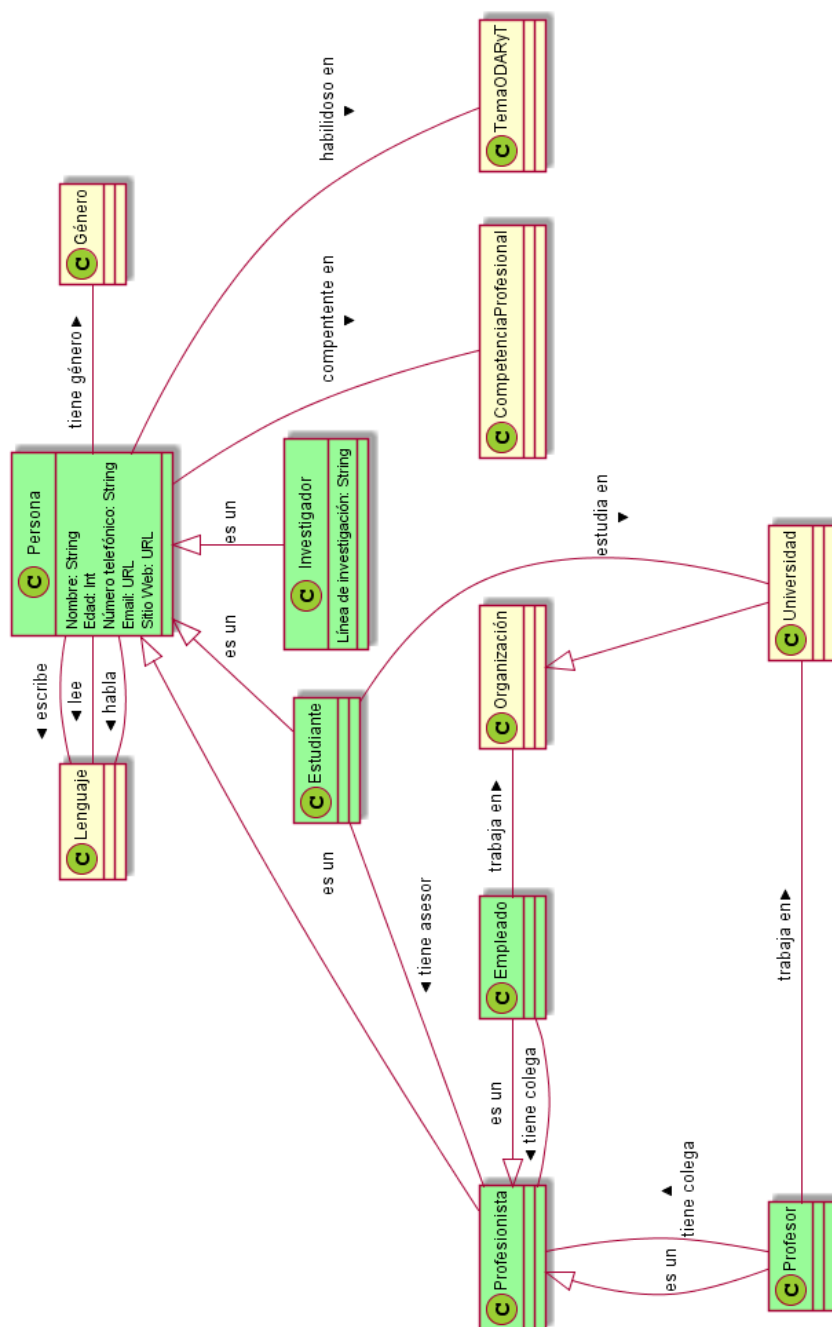 C Lenguaje
escribe
lee
habla
C Persona
Nombre: String
Edad: Int
Número telefónico: String
Email: URL
Sitio Web: URL
tiene género
C Género
es un
es un
es un
habilidoso en
compentente en
C Estudiante
C Investigador
Línea de investigación: String
tiene asesor
C Profesionista
es un
tiene colega
C Empleado
trabaja en
C Organización
C CompetenciaProfesional
C TemaODARyT
es un
tiene colega
estudia en
C Profesor
trabaja en
C Universidad